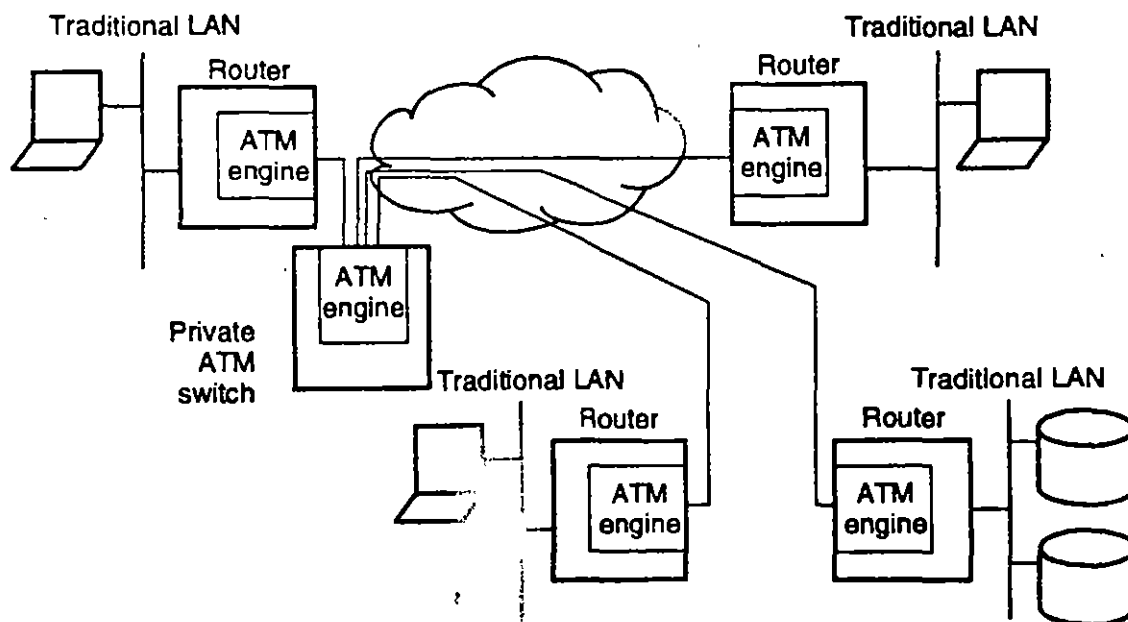 Traditional LAN
Router
ATM
engine
Traditional LAN
Router
ATM
engine
ATM
engine
Private
ATM
switch
Traditional LAN
Router
ATM
engine
Traditional LAN
Router
ATM
engine